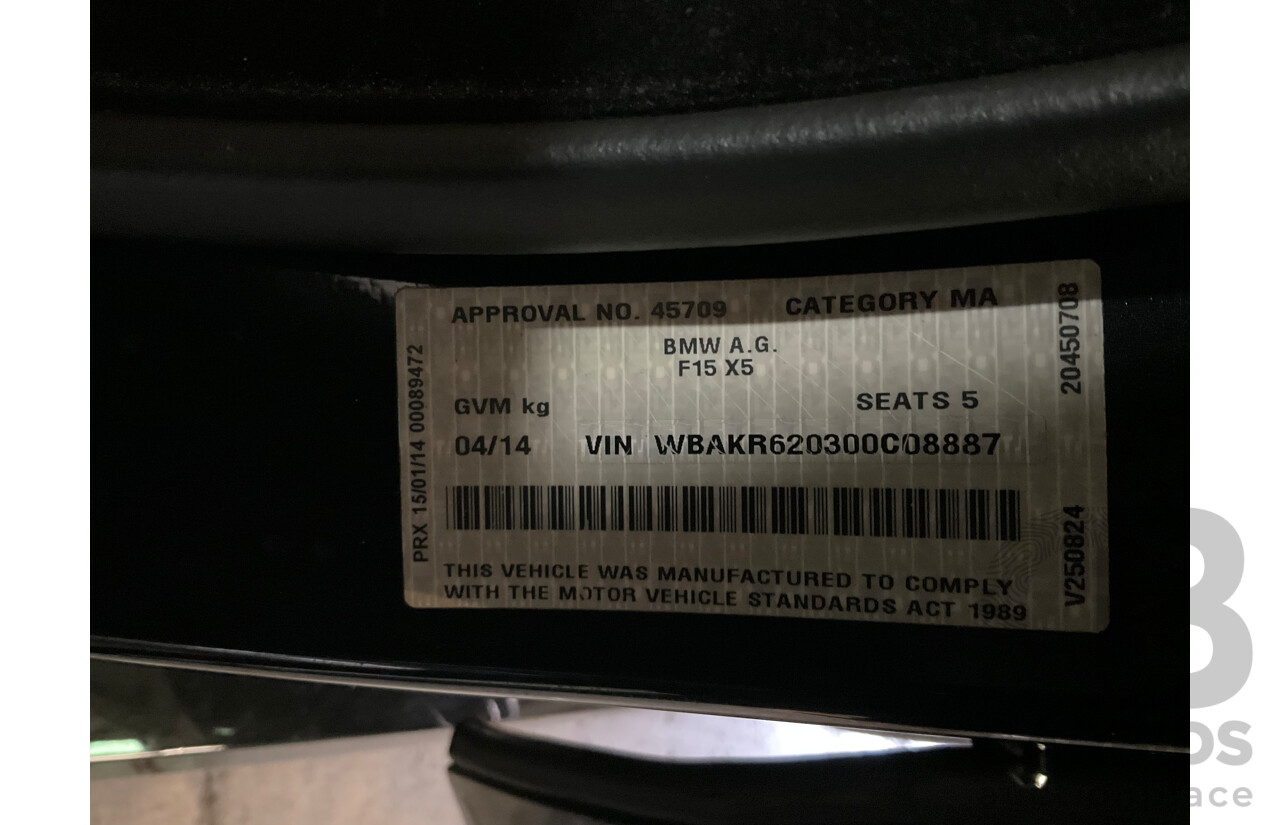 APPROVAL NO. 45709 CATEGORY MA
BMW A.G.
F15 X5
GVM kg SEATS 5
04/14 VIN WBAKR620300C08887
THIS VEHICLE WAS MANUFACTURED TO COMPLY
WITH THE MOTOR VEHICLE STANDARDS ACT 1989
PRX 15/01/14 00089472
20450708
V250824